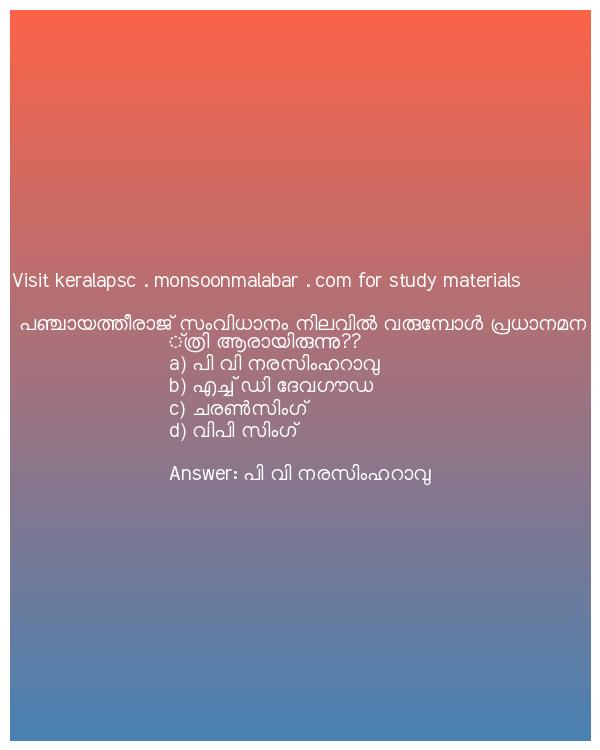 Visit keralapsc . monsoonmalabar . com for study materials
പഞ്ചായത്തീരാജ് സംവിധാനം നിലവിൽ വരുമ്പോൾ പ്രധാനമന
്ത്രി ആരായിരുന്നു??
a) പി വി നരസിംഹറാവു
b) എച്ച് ഡി ദേവഗൗഡ
c) ചരൺസിംഗ്
d) വിപി സിംഗ്
Answer: പി വി നരസിംഹറാവു